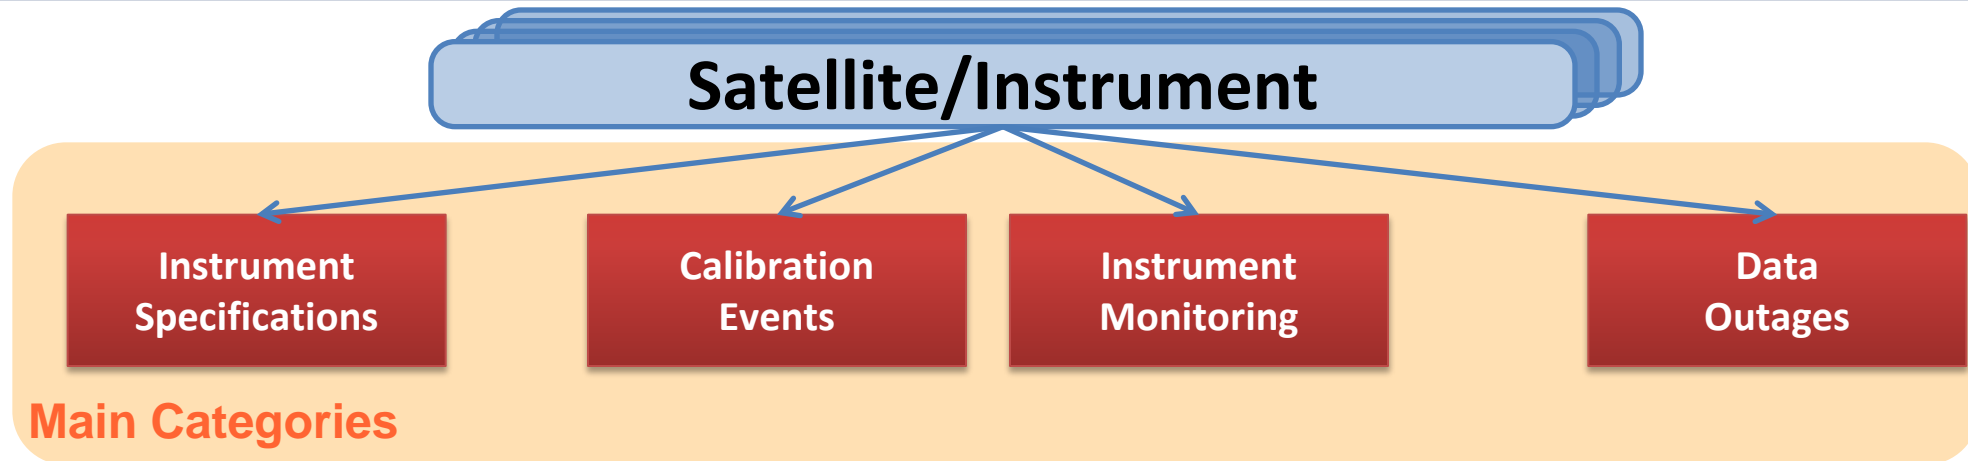 Satellite/Instrument
Instrument
Specifications
Calibration
Events
Instrument
Monitoring
Data
Outages
Main Categories